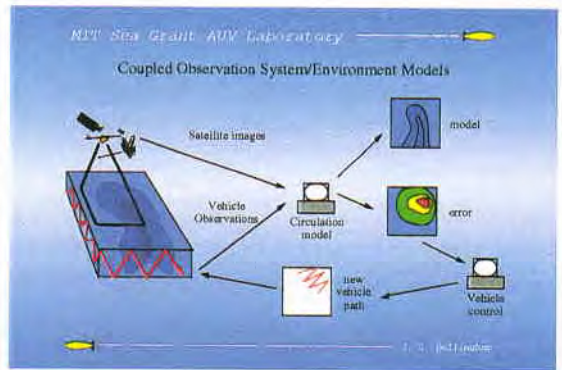 MIT Sea Grant AUV Laboratory
Coupled Observation System/Environment Models
Satellite images
model
Vehicle
Observations
Circulation
model
error
new
vehicle
path
Vehicle
control